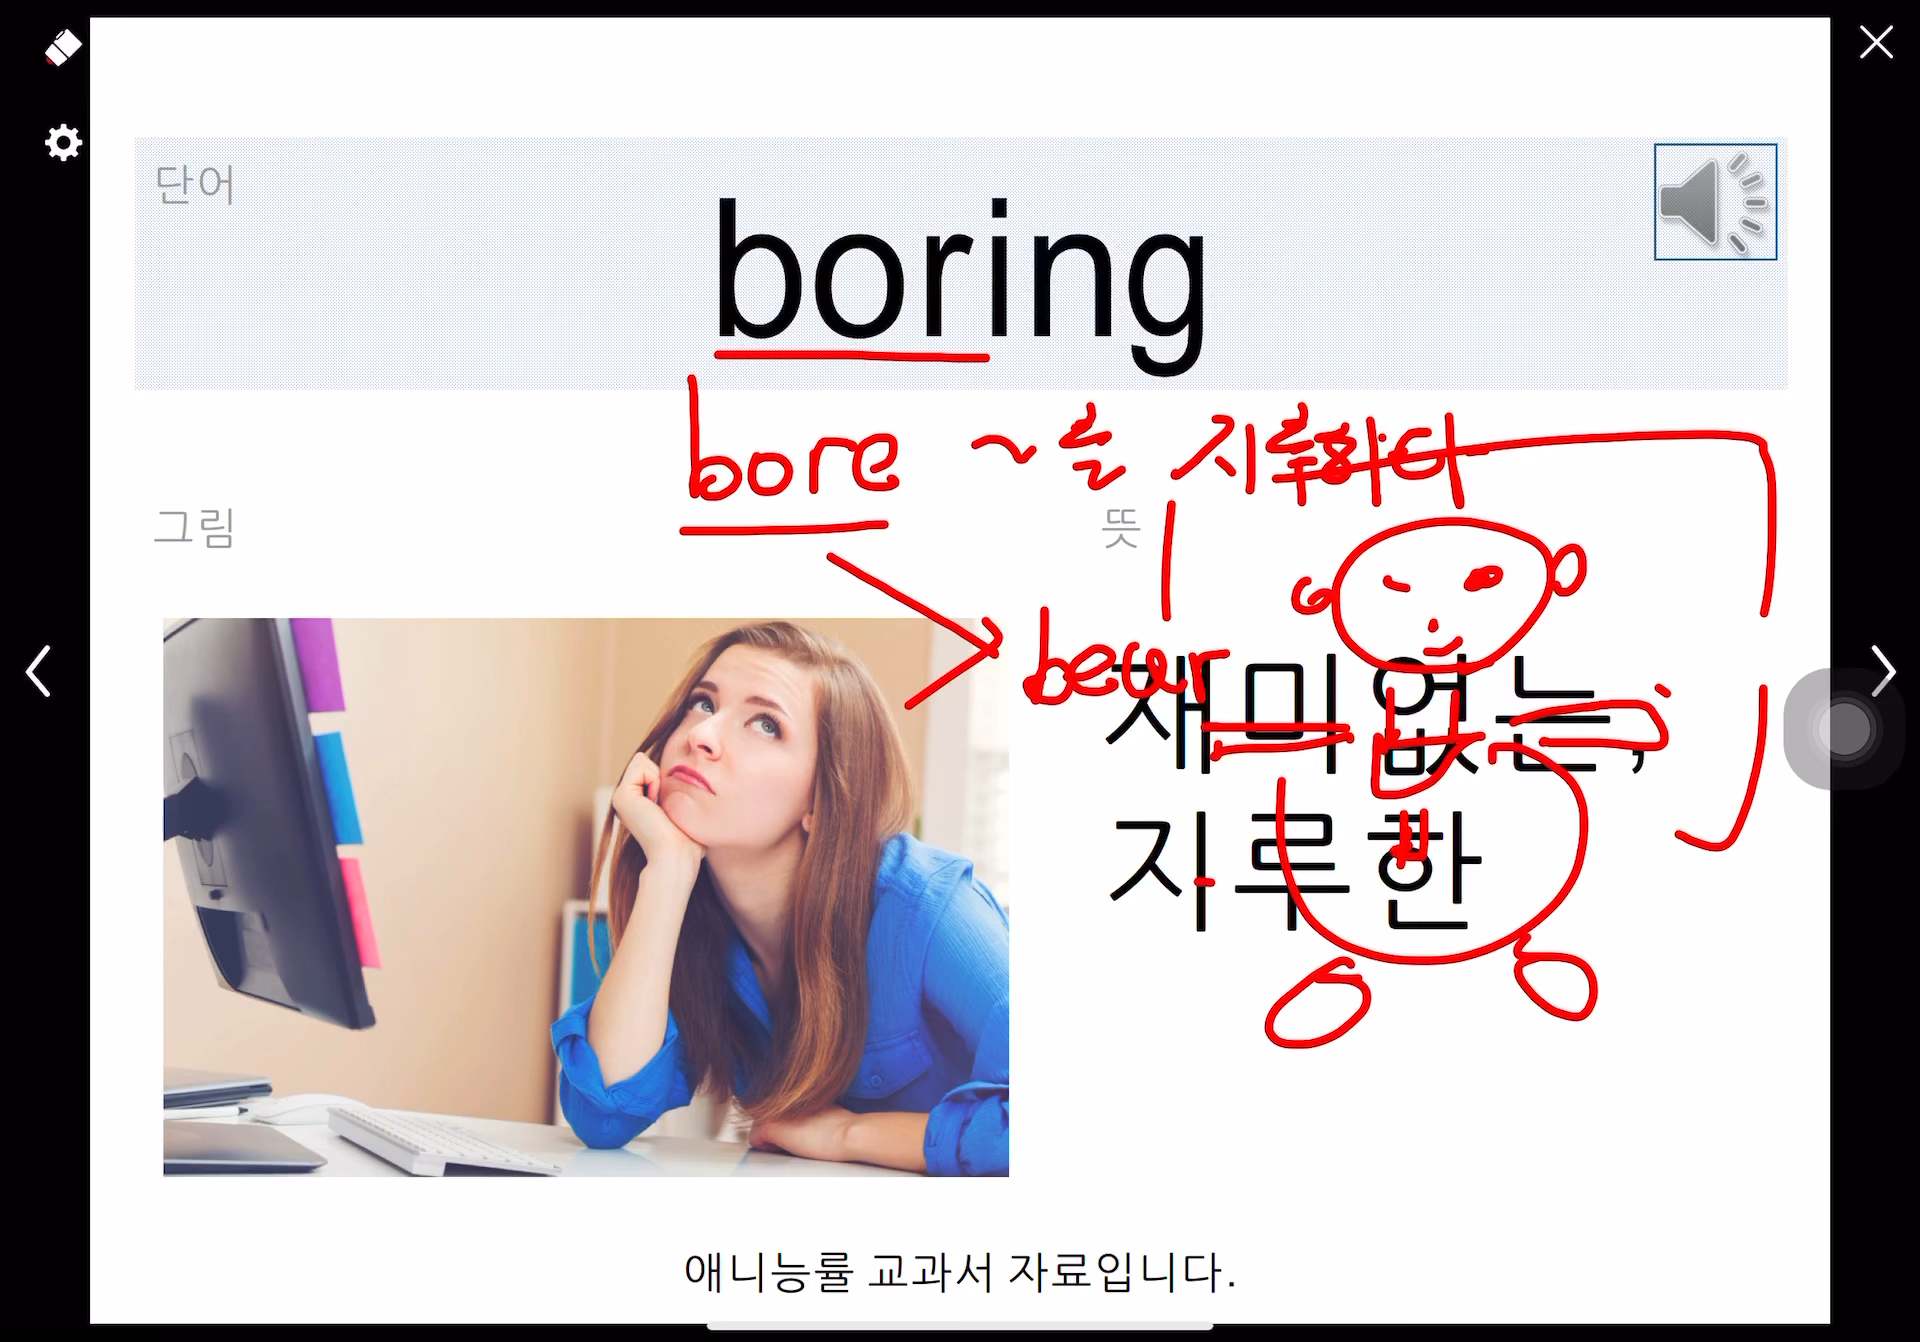 단어
boring
bore ~을 지루하다
그림
뜻
bear
재미없는,
지루한
애니능률 교과서 자료입니다.